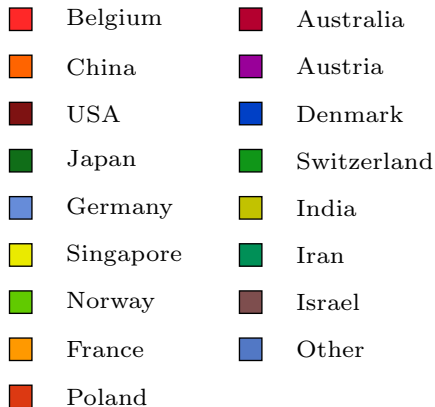 Belgium
China
USA
Japan
Germany
Singapore
Norway
France
Poland
Australia
Austria
Denmark
Switzerland
India
Iran
Israel
Other